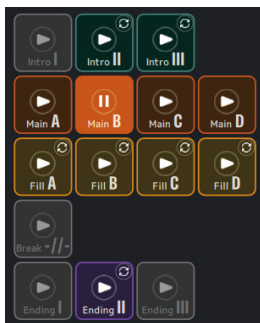 Intro I Intro II Intro III
Main A Main B Main C Main D
Fill A Fill B Fill C Fill D
Break -//-
Ending I Ending II Ending III